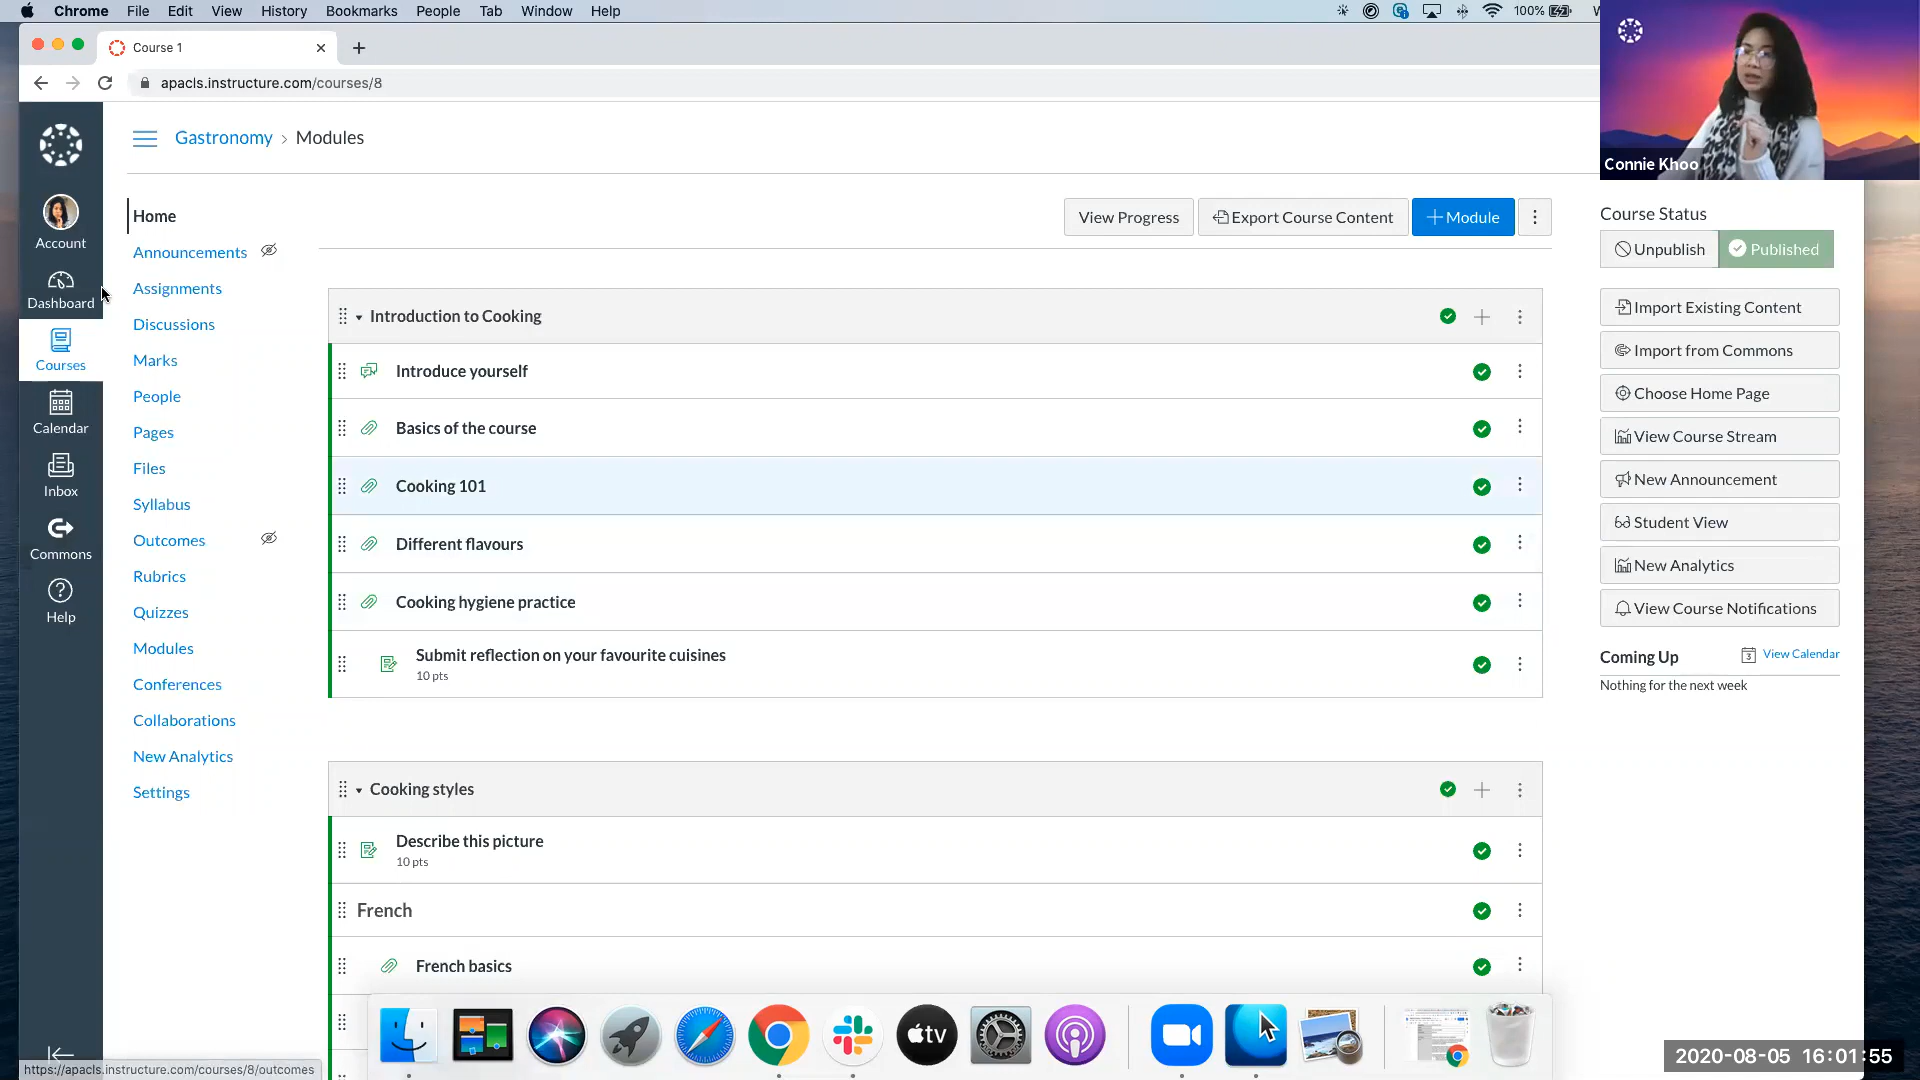 Chrome File Edit View History Bookmarks People Tab Window Help
100%
Course 1
apacls.instructure.com/courses/8
Connie Khoo
Gastronomy › Modules
Account
Dashboard
Courses
Calendar
Inbox
Commons
Help
Home
Announcements
Assignments
Discussions
Marks
People
Pages
Files
Syllabus
Outcomes
Rubrics
Quizzes
Modules
Conferences
Collaborations
New Analytics
Settings
View Progress
Export Course Content
+ Module
Introduction to Cooking
Introduce yourself
Basics of the course
Cooking 101
Different flavours
Cooking hygiene practice
Submit reflection on your favourite cuisines
10 pts
Cooking styles
Describe this picture
10 pts
French
French basics
Course Status
Unpublish
Published
Import Existing Content
Import from Commons
Choose Home Page
View Course Stream
New Announcement
Student View
New Analytics
View Course Notifications
Coming Up
3
View Calendar
Nothing for the next week
tv
https://apacls.instructure.com/courses/8/outcomes
2020-08-05 16:01:55